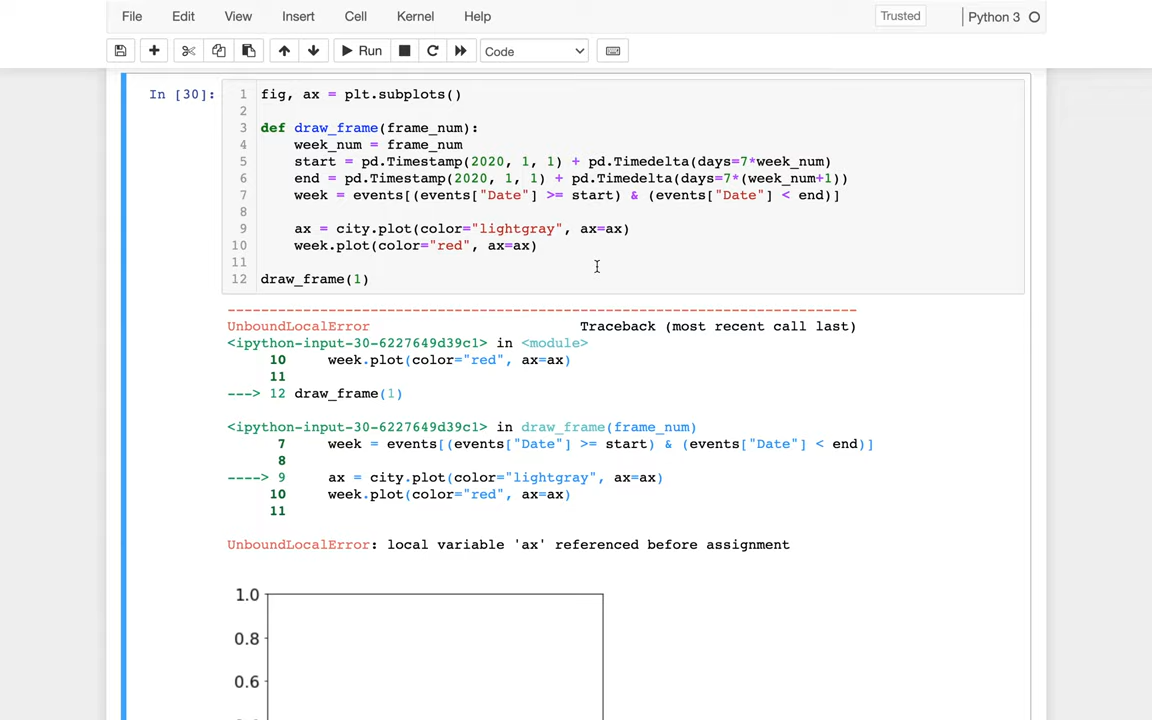 File Edit View Insert Cell Kernel Help Trusted Python 3
Run Code
In [30]:
1 fig, ax = plt.subplots()
2
3 def draw_frame(frame_num):
4     week_num = frame_num
5     start = pd.Timestamp(2020, 1, 1) + pd.Timedelta(days=7*week_num)
6     end = pd.Timestamp(2020, 1, 1) + pd.Timedelta(days=7*(week_num+1))
7     week = events[(events["Date"] >= start) & (events["Date"] < end)]
8
9     ax = city.plot(color="lightgray", ax=ax)
10     week.plot(color="red", ax=ax)
11
12 draw_frame(1)
---------------------------------------------------------------------------
UnboundLocalError                         Traceback (most recent call last)
<ipython-input-30-6227649d39c1> in <module>
     10     week.plot(color="red", ax=ax)
     11
---> 12 draw_frame(1)
<ipython-input-30-6227649d39c1> in draw_frame(frame_num)
      7     week = events[(events["Date"] >= start) & (events["Date"] < end)]
      8
----> 9     ax = city.plot(color="lightgray", ax=ax)
     10     week.plot(color="red", ax=ax)
     11
UnboundLocalError: local variable 'ax' referenced before assignment
1.0
0.8
0.6